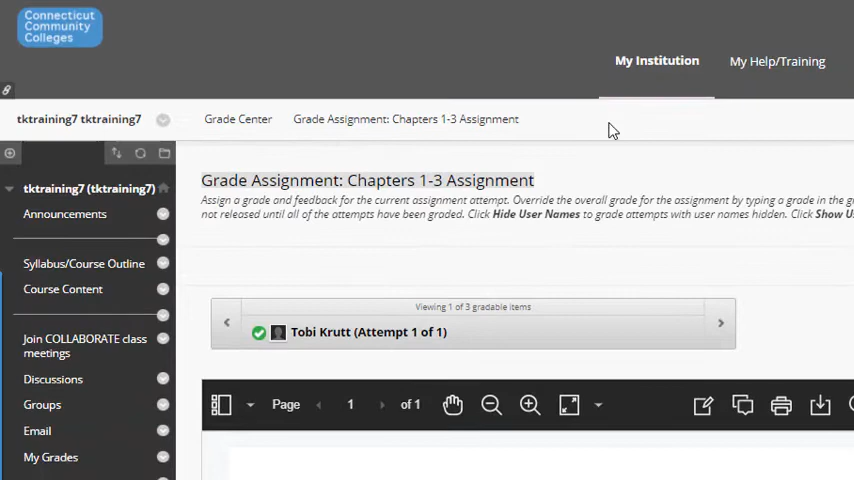 Connecticut
Community
Colleges
My Institution
My Help/Training
tktraining7 tktraining7
Grade Center
Grade Assignment: Chapters 1-3 Assignment
tktraining7 (tktraining7)
Announcements
Syllabus/Course Outline
Course Content
Join COLLABORATE class
meetings
Discussions
Groups
Email
My Grades
Grade Assignment: Chapters 1-3 Assignment
Assign a grade and feedback for the current assignment attempt. Override the overall grade for the assignment by typing a grade in the g
not released until all of the attempts have been graded. Click Hide User Names to grade attempts with user names hidden. Click Show U
Viewing 1 of 3 gradable items
Tobi Krutt (Attempt 1 of 1)
Page 1 of 1